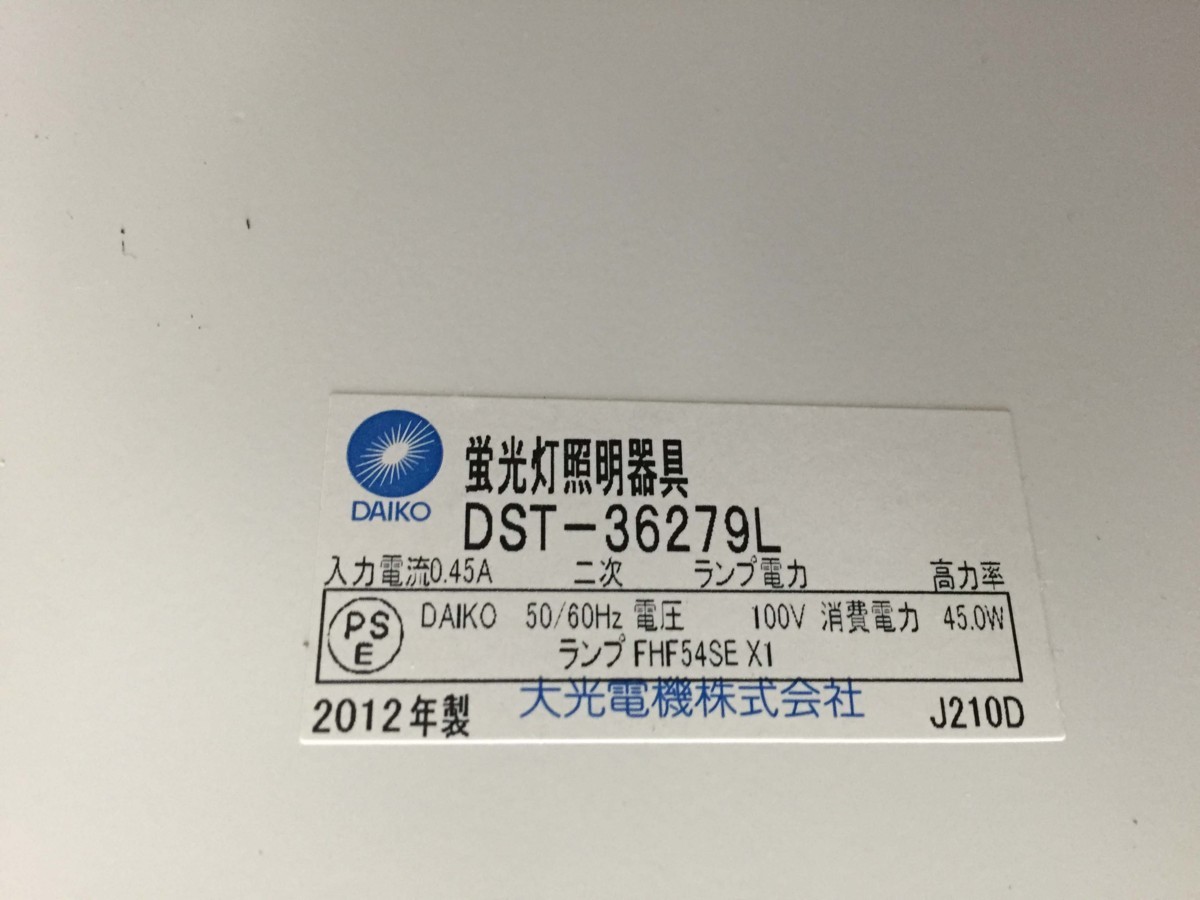 DAIKO
蛍光灯照明器具
DST-36279L
入力電流0.45A 二次 ランプ電力 高力率
PSE DAIKO 50/60Hz 電圧 100V 消費電力 45.0W
ランプ FHF54SE X1
2012年製 大光電機株式会社 J210D